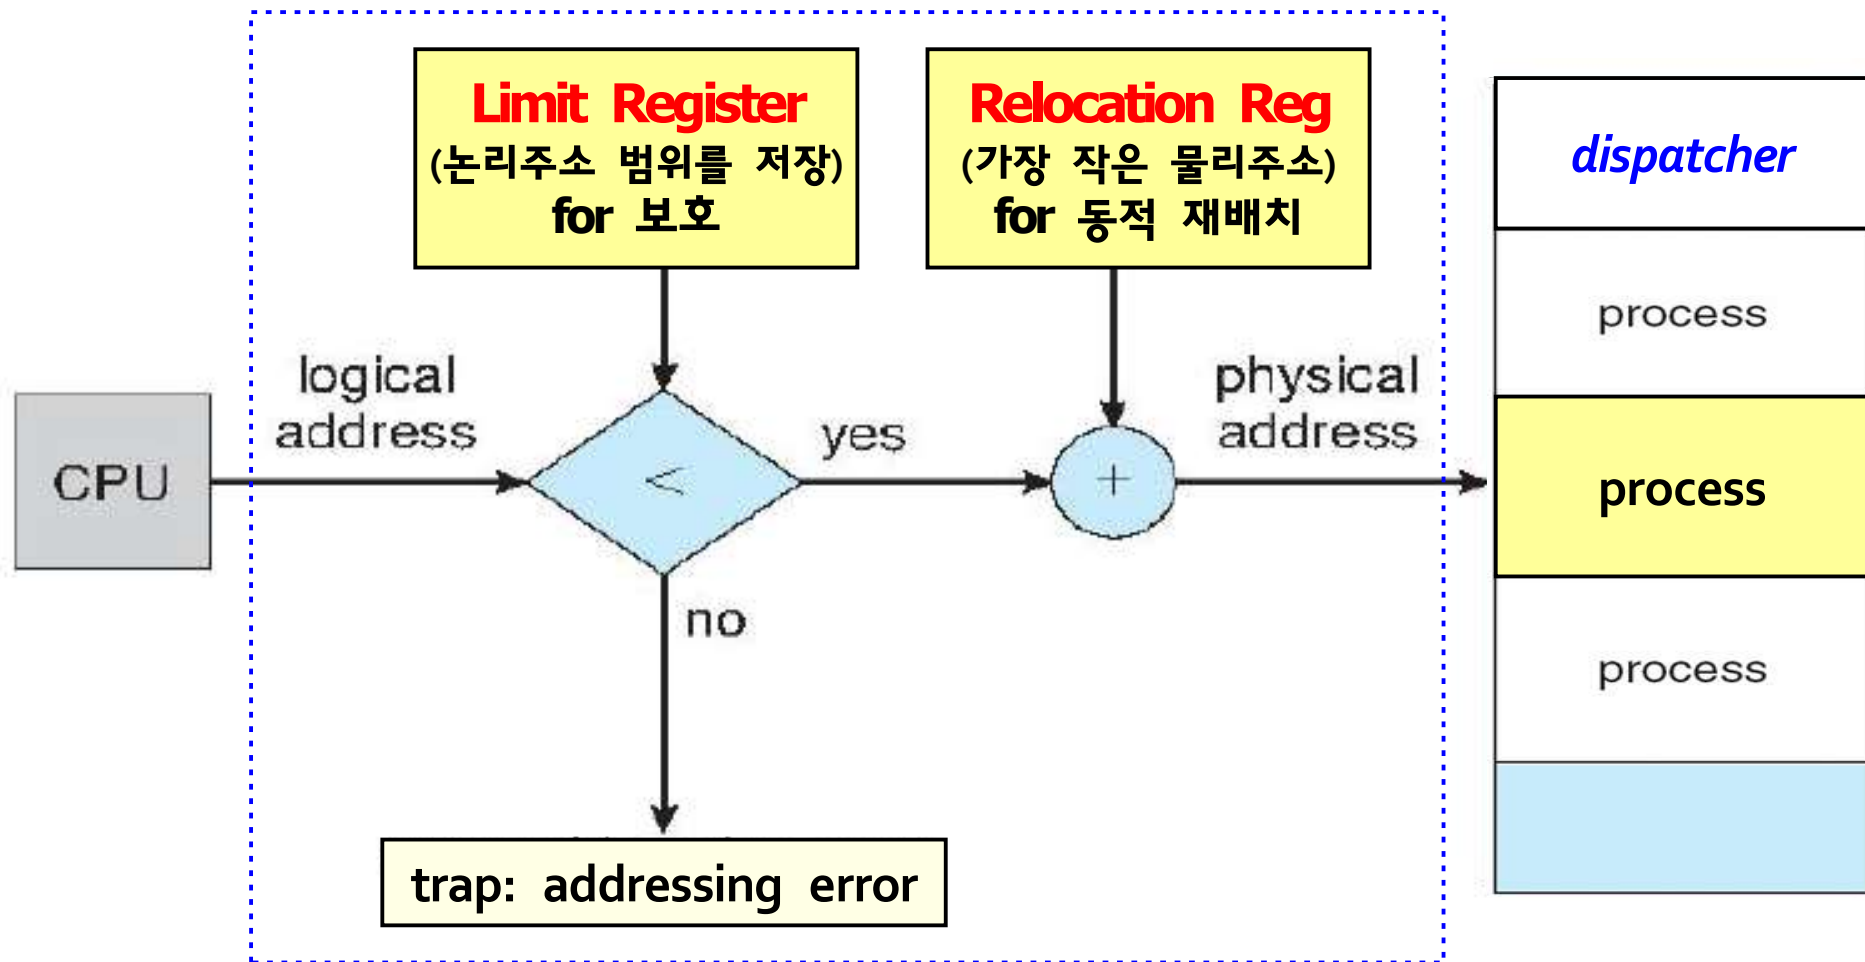 Limit Register
(논리주소 범위를 저장)
for 보호
Relocation Reg
(가장 작은 물리주소)
for 동적 재배치
dispatcher
process
logical
address
yes
physical
address
CPU
<
+
process
no
process
trap: addressing error